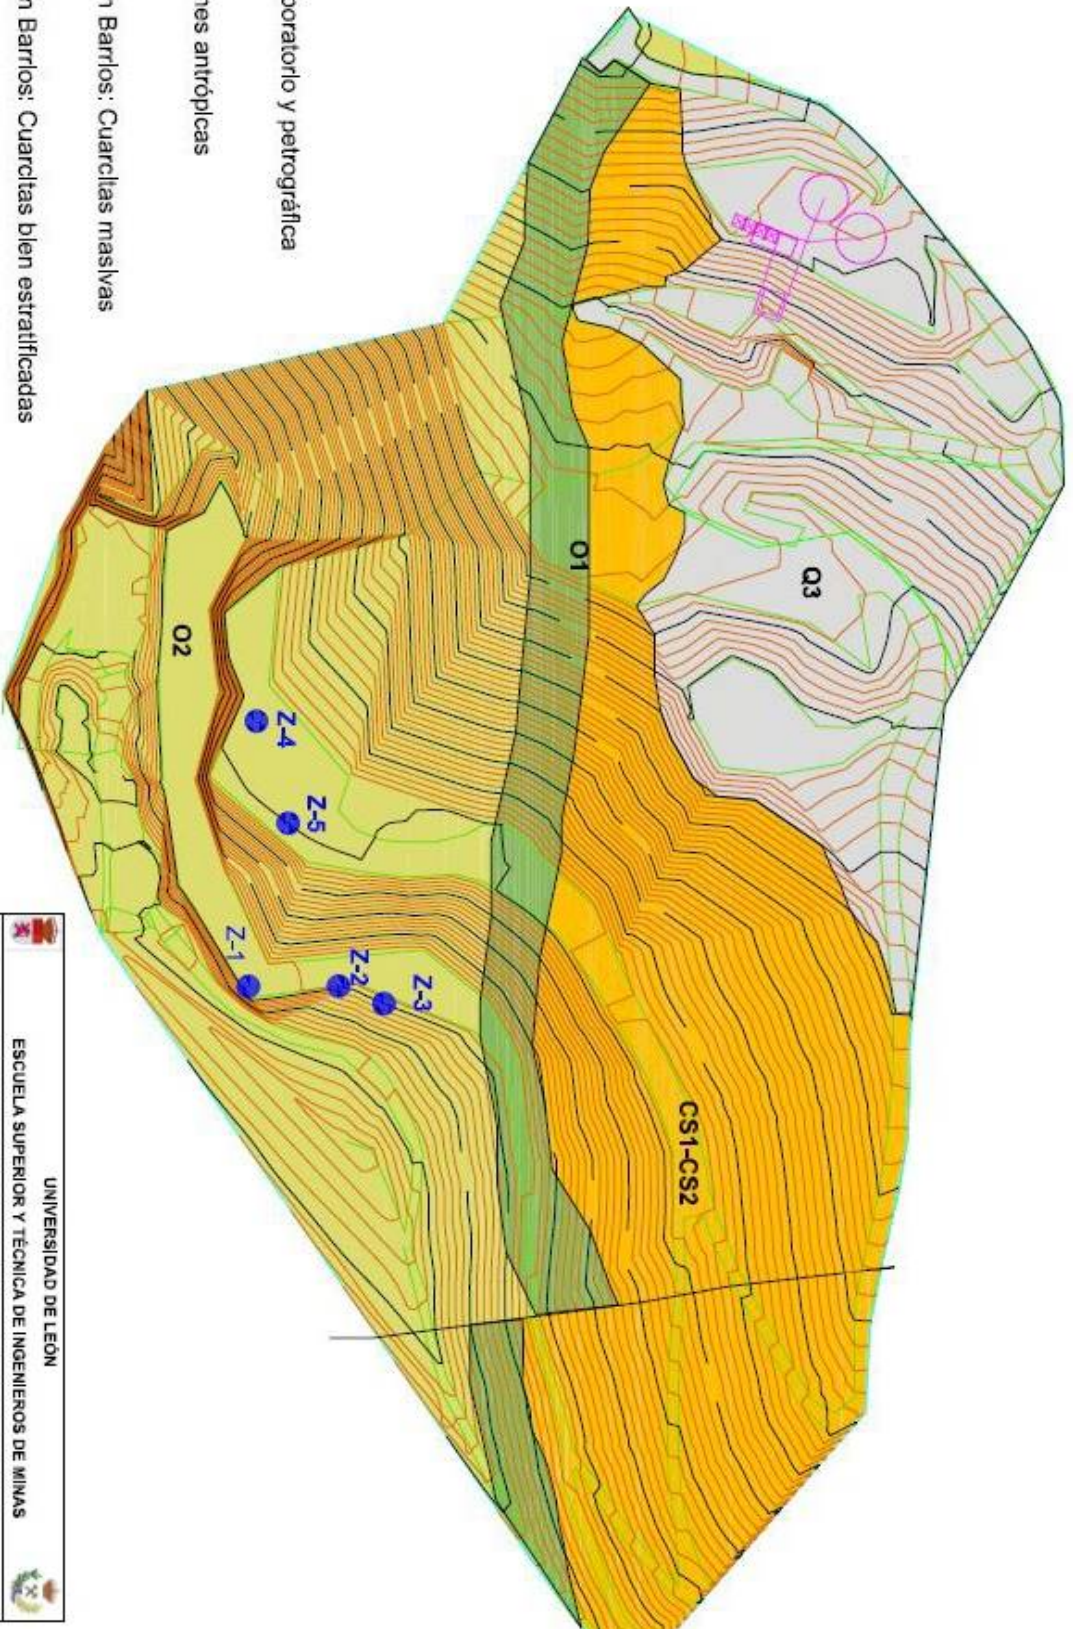 boratorio y petrográfica
nes antrópicas
n Barrios: Cuarcitas masivas
n Barrios: Cuarcitas bien estratificadas
Q3
O1
O2
CS1-CS2
Z-4
Z-5
Z-1
Z-2
Z-3
UNIVERSIDAD DE LEÓN
ESCUELA SUPERIOR Y TÉCNICA DE INGENIEROS DE MINAS